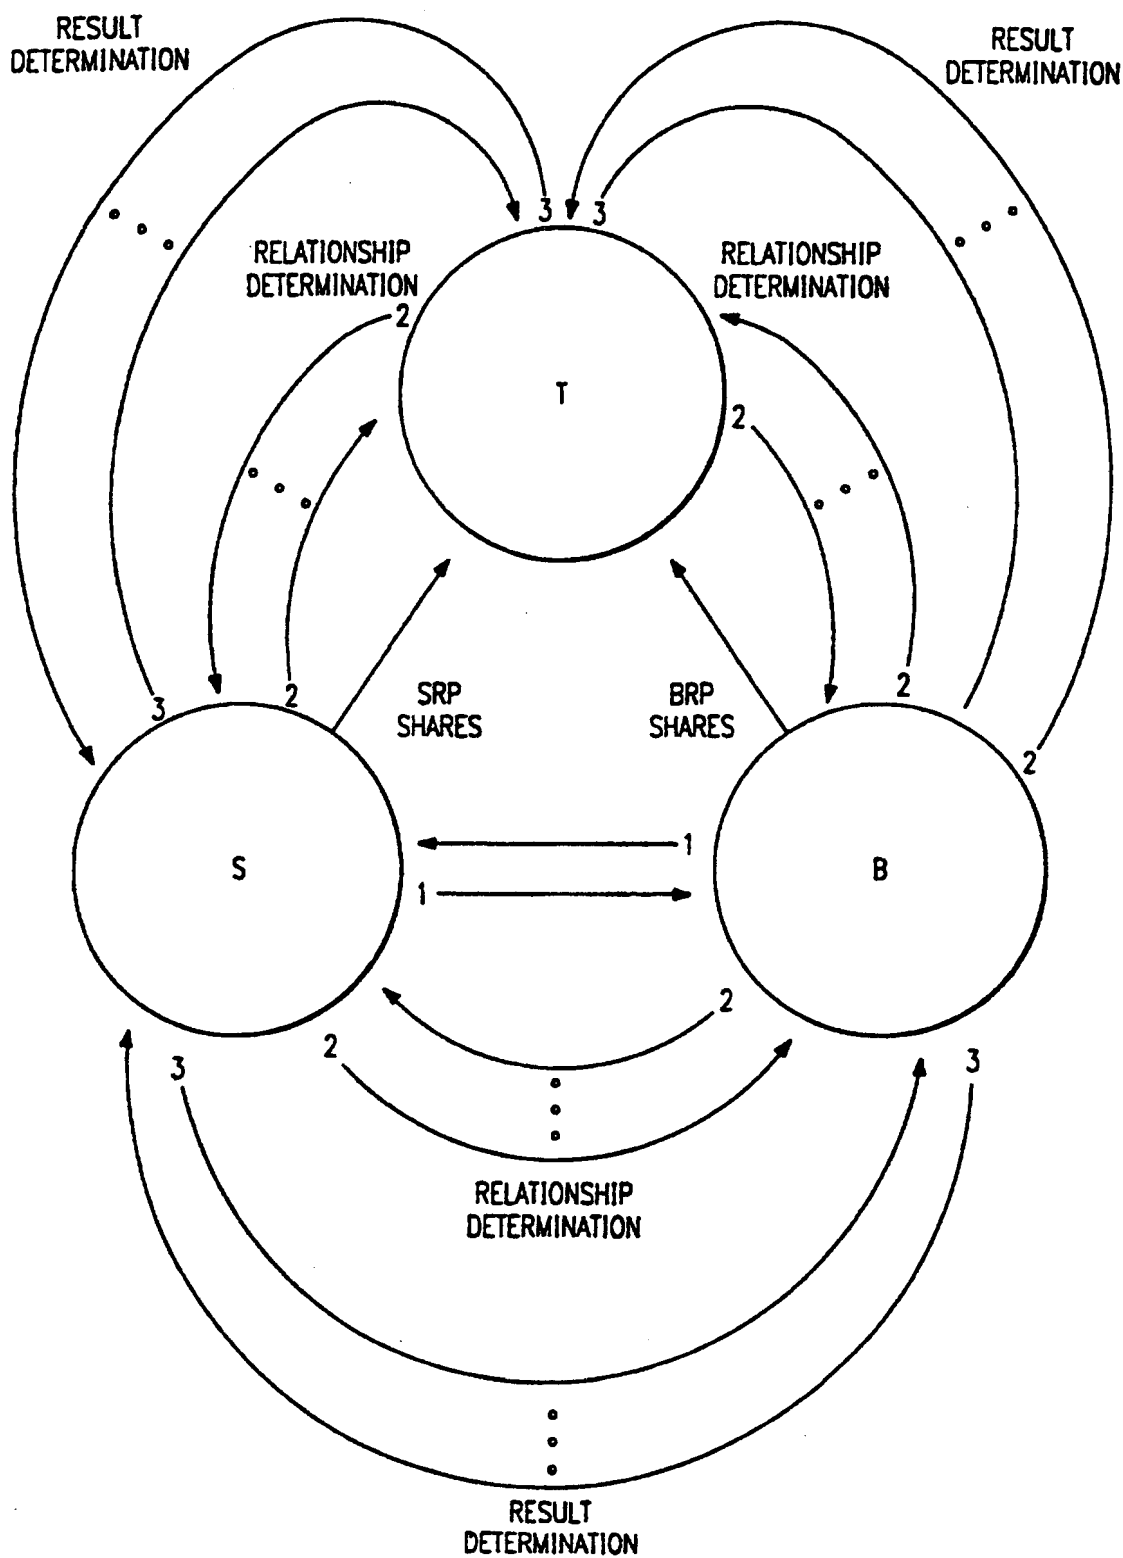 RESULT
DETERMINATION
RESULT
DETERMINATION
3
3
RELATIONSHIP
DETERMINATION
RELATIONSHIP
DETERMINATION
2
T
2
2
2
3
SRP
SHARES
BRP
SHARES
2
1
S
B
1
2
2
3
3
RELATIONSHIP
DETERMINATION
RESULT
DETERMINATION